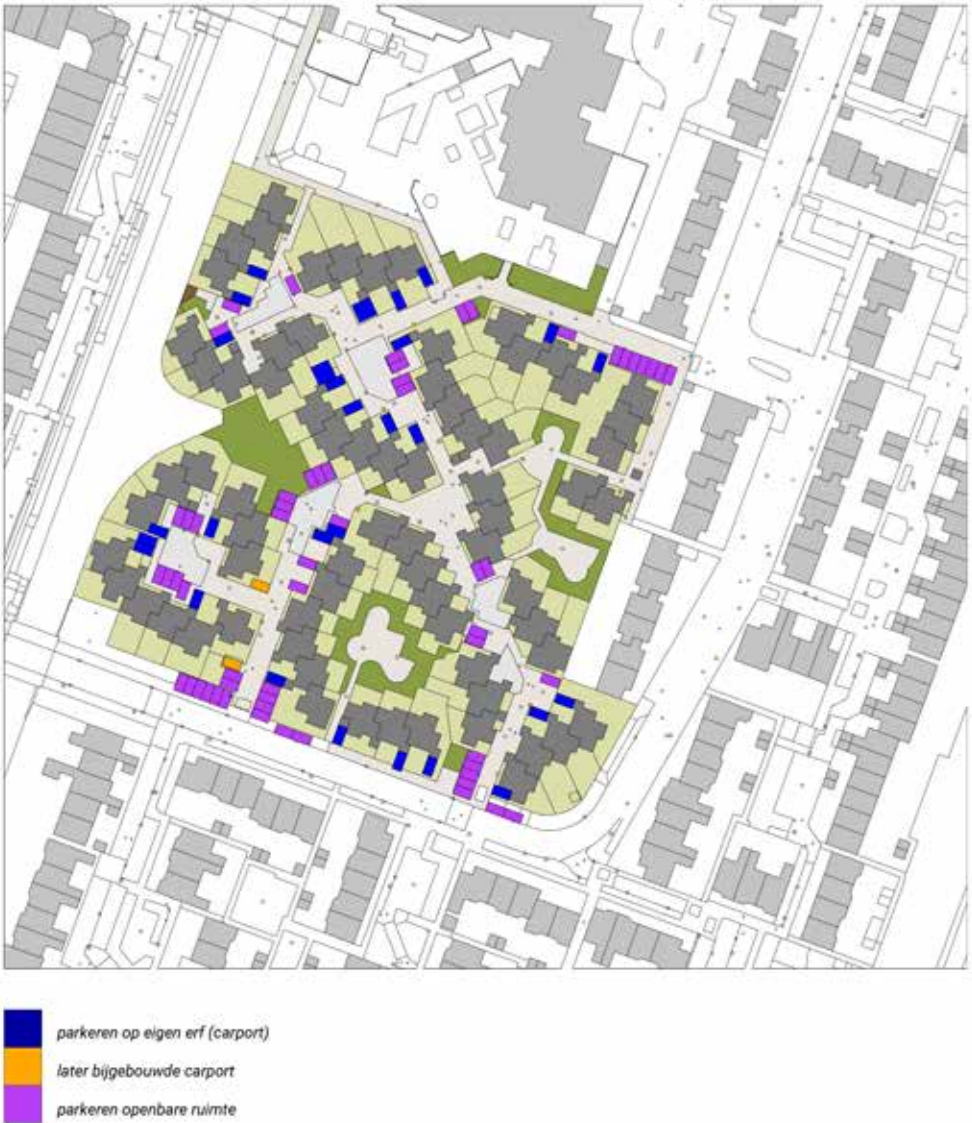 parkeren op eigen erf (carport)
later bijgebouwde carport
parkeren openbare ruimte